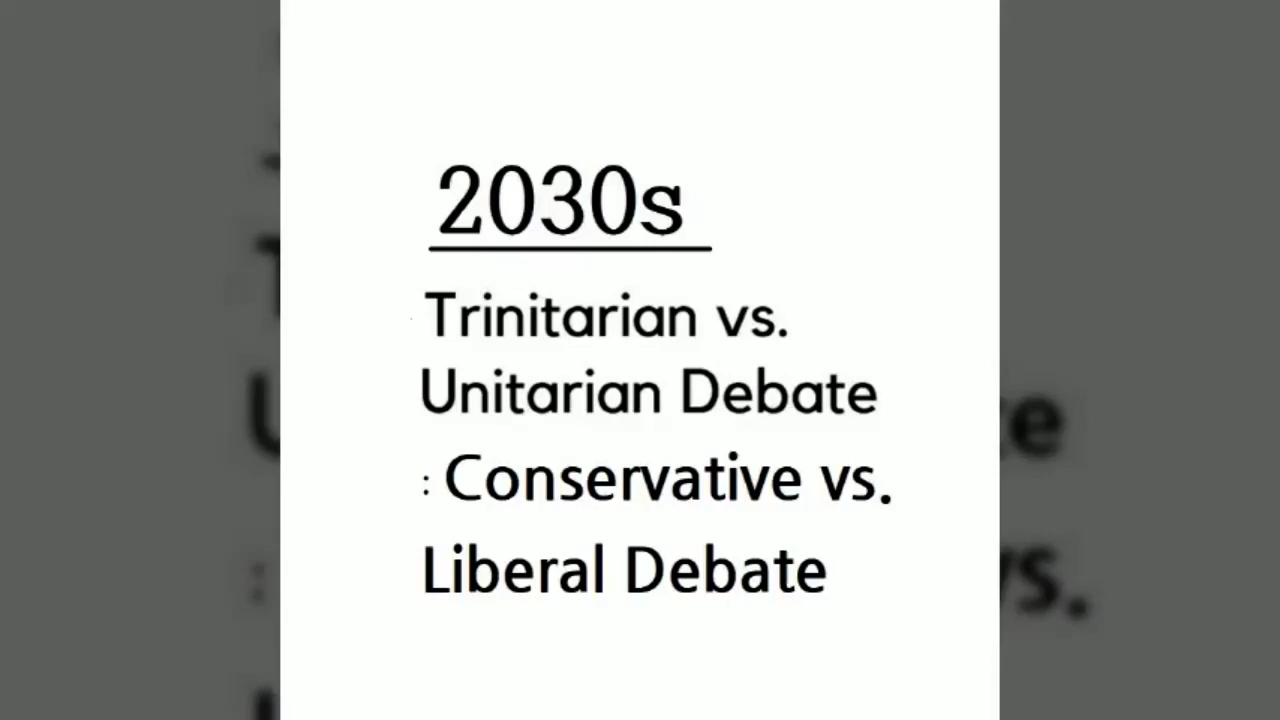 2030s
Trinitarian vs.
Unitarian Debate
: Conservative vs.
Liberal Debate